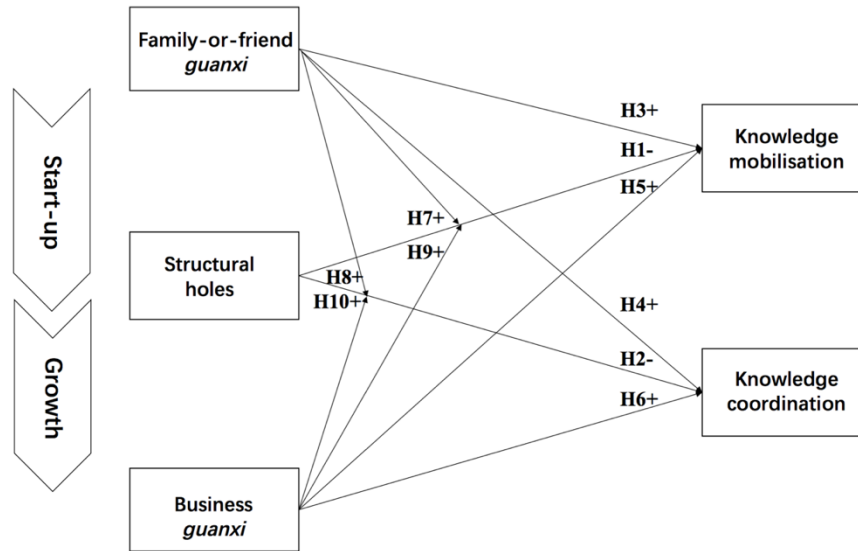 Family-or-friend
guanxi
Start-up
H3+
Knowledge
mobilisation
H1-
H5+
H7+
H9+
Structural
holes
H8+
H10+
H4+
Growth
H2-
Knowledge
coordination
H6+
Business
guanxi